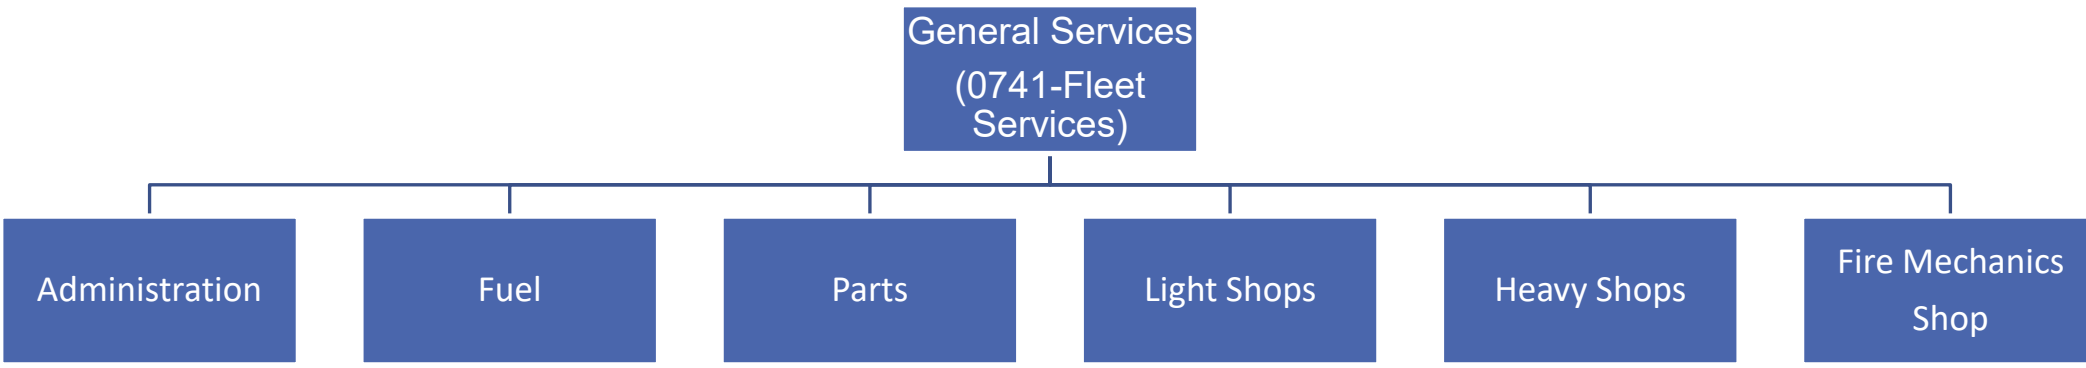 General Services
(0741-Fleet
Services)
Administration
Fuel
Parts
Light Shops
Heavy Shops
Fire Mechanics
Shop